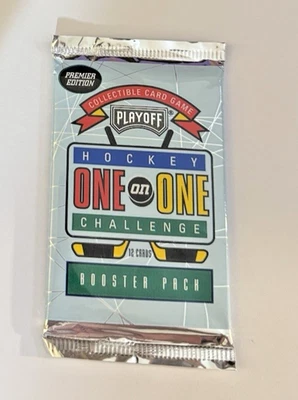 PREMIER
EDITION
COLLECTIBLE CARD GAME
PLAYOFF
HOCKEY
ONE on ONE
CHALLENGE
12 CARDS
BOOSTER PACK